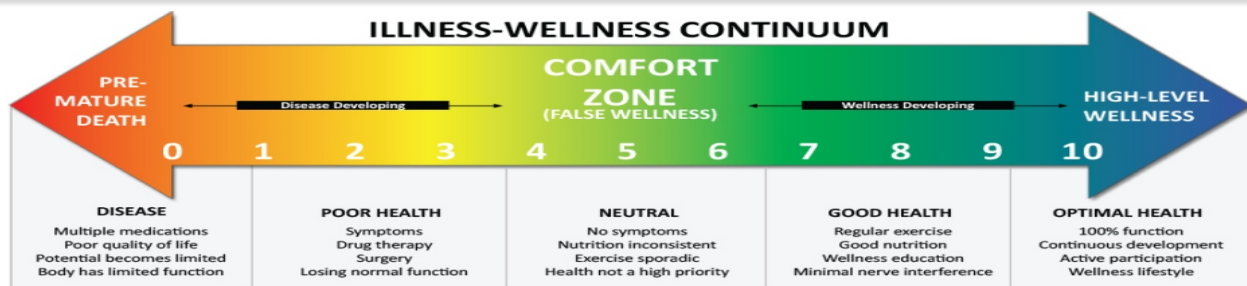 ILLNESS-WELLNESS CONTINUUM
PRE-
MATURE
DEATH
Disease Developing
COMFORT
ZONE
(FALSE WELLNESS)
Wellness Developing
HIGH-LEVEL
WELLNESS
0 1 2 3 4 5 6 7 8 9 10
DISEASE
Multiple medications
Poor quality of life
Potential becomes limited
Body has limited function
POOR HEALTH
Symptoms
Drug therapy
Surgery
Losing normal function
NEUTRAL
No symptoms
Nutrition inconsistent
Exercise sporadic
Health not a high priority
GOOD HEALTH
Regular exercise
Good nutrition
Wellness education
Minimal nerve interference
OPTIMAL HEALTH
100% function
Continuous development
Active participation
Wellness lifestyle